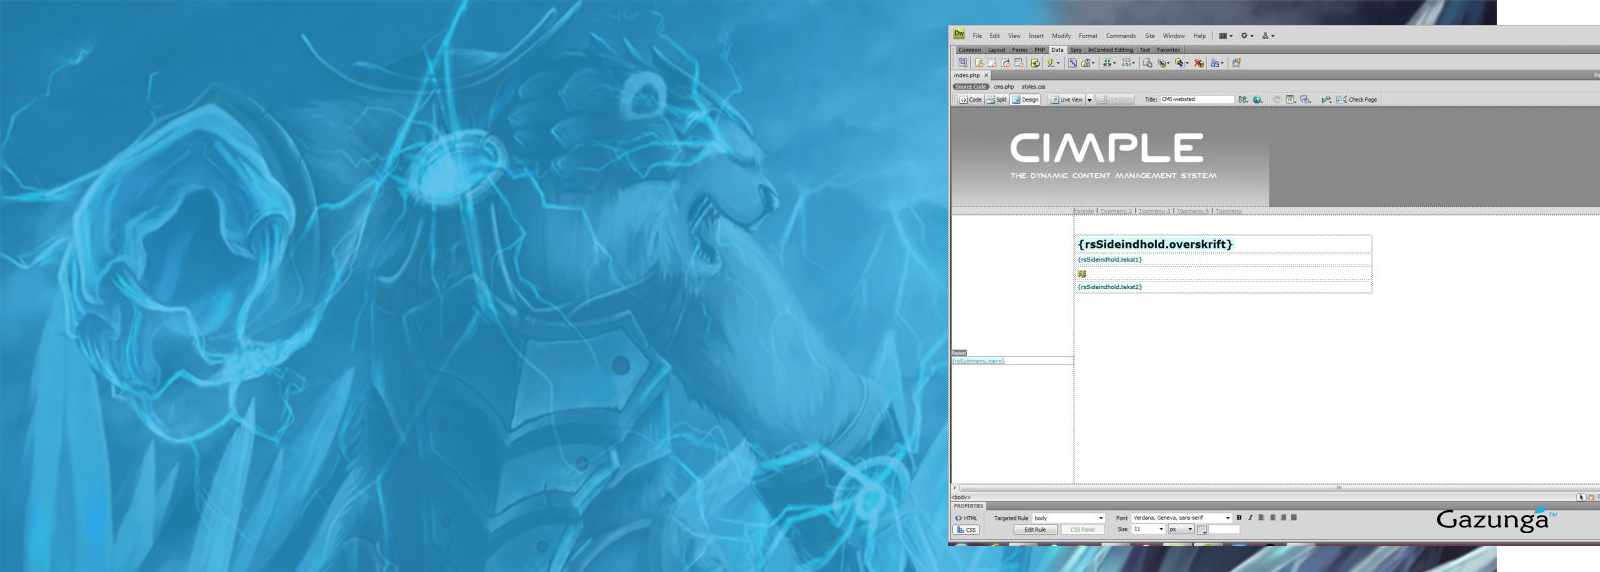 Dw File Edit View Insert Modify Format Commands Site Window Help
Common Layout Forms PHP Data Spry InContext Editing Text Favorites
index.php ×
Source Code cms.php styles.css
Code Split Design Live View Title: CMS-websted Check Page
CIMPLE
THE DYNAMIC CONTENT MANAGEMENT SYSTEM
Topmenu 2 | Topmenu 3 | Topmenu 4 | Topmenu
{rsSideindhold.overskrift}
{rsSideindhold.tekst1}
{rsSideindhold.tekst2}
Repeat
<body>
PROPERTIES
<> HTML Targeted Rule body Font Verdana, Geneva, sans-serif B I
CSS Edit Rule CSS Panel Size 11 px
Gazunga™